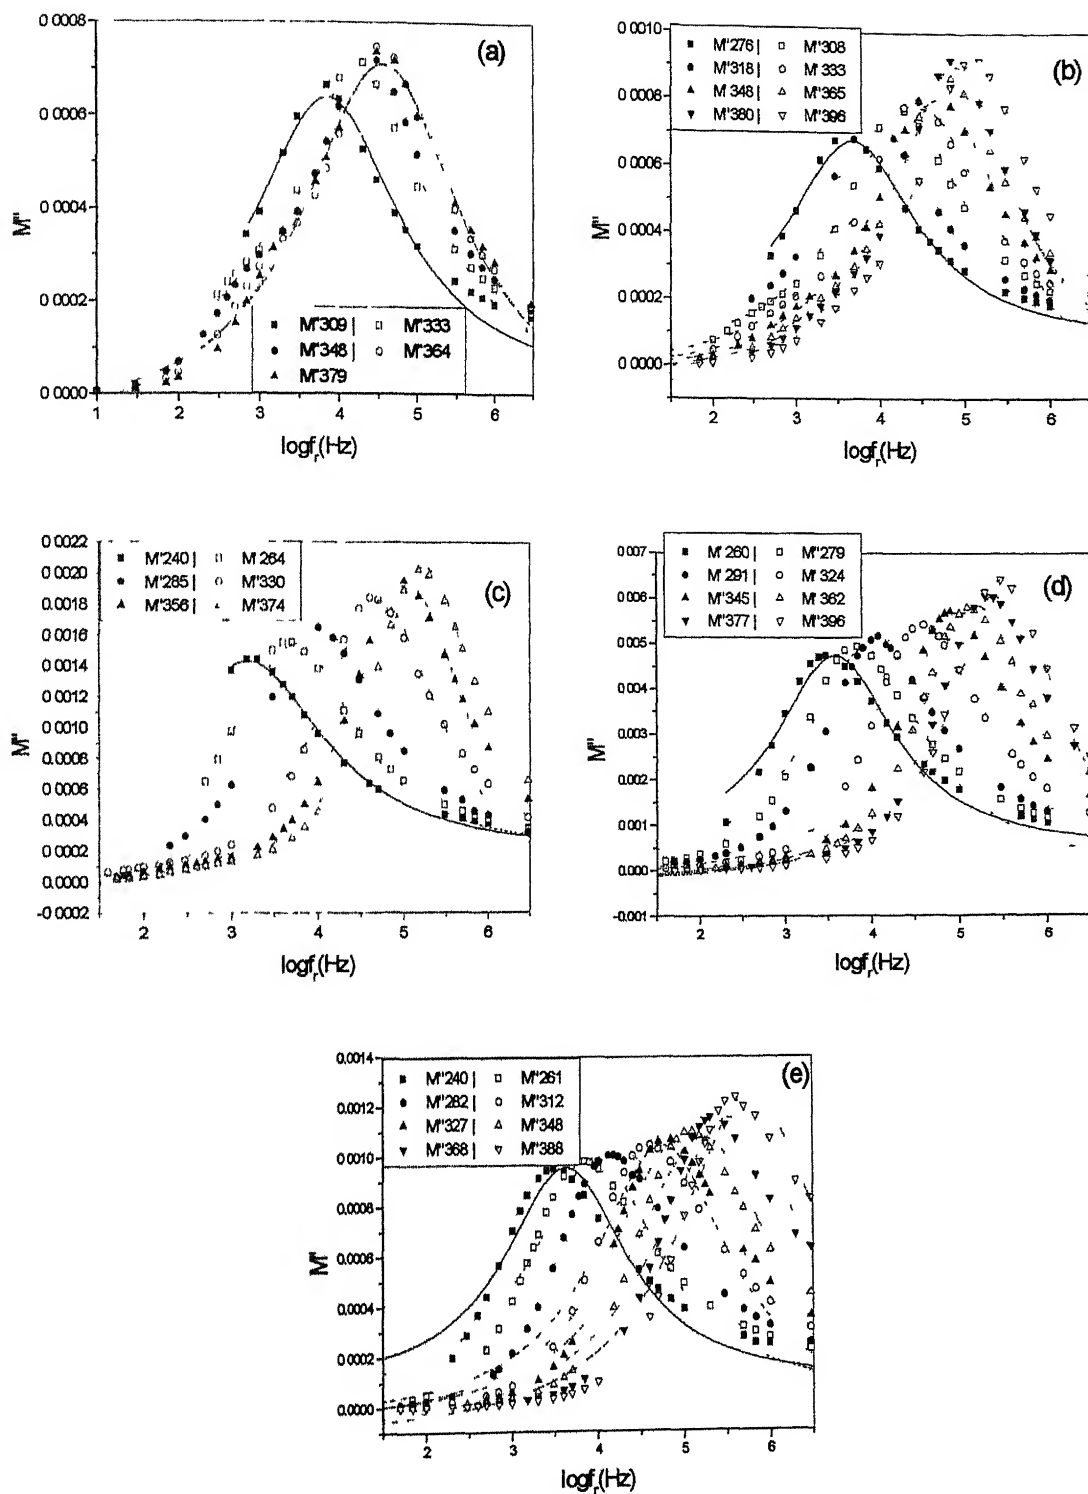 (a)
0 0008
0 0006
0 0004
0 0002
0 0000
M''
M''309 | M''333
M''348 | M''364
M''379
1 2 3 4 5 6
logf_r(Hz)
(b)
0 0010
0 0008
0 0006
0 0004
0 0002
0 0000
M''
M''276 | M''308
M''318 | M''333
M''348 | M''365
M''380 | M''396
2 3 4 5 6
logf_r(Hz)
(c)
0 0022
0 0020
0 0018
0 0016
0 0014
0 0012
0 0010
0 0008
0 0006
0 0004
0 0002
0 0000
-0 0002
M''
M''240 | M' 264
M''285 | M''330
M''356 | M''374
2 3 4 5 6
logf_r(Hz)
(d)
0.007
0.006
0.005
0.004
0.003
0.002
0.001
0.000
-0.001
M''
M' 260 | M''279
M' 291 | M' 324
M''345 | M' 362
M''377 | M''396
2 3 4 5 6
logf_r(Hz)
(e)
0.0014
0.0012
0.0010
0.0008
0.0006
0.0004
0.0002
0.0000
M''
M''240 | M''261
M''282 | M''312
M''327 | M''348
M''368 | M''388
2 3 4 5 6
logf_r(Hz)